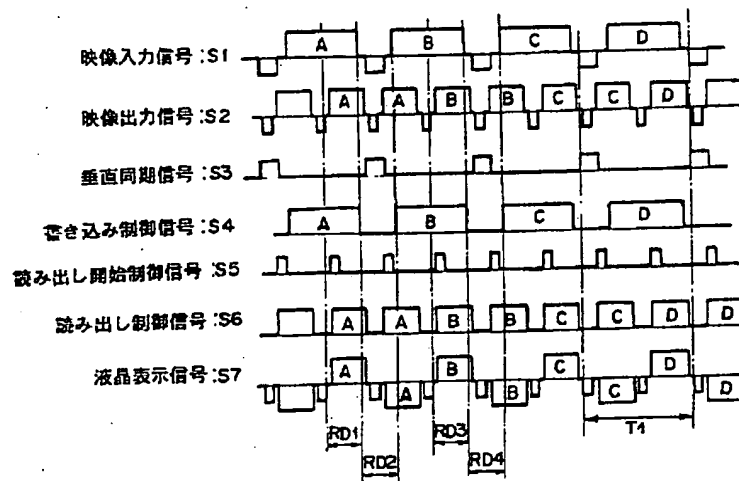 映像入力信号:S1 A B C D
映像出力信号:S2 A A B B C C D
垂直同期信号:S3
書き込み制御信号:S4 A B C D
読み出し開始制御信号:S5
読み出し制御信号:S6 A A B B C C D D
液晶表示信号:S7 A A B B C C D D
RD1 RD3 T1
RD2 RD4